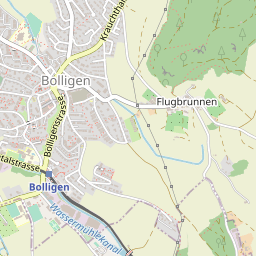 Krauchthal
Bolligen
Flugbrunnen
Bolligenstrasse
talstrasse
Bolligen
Wassermühlekanal